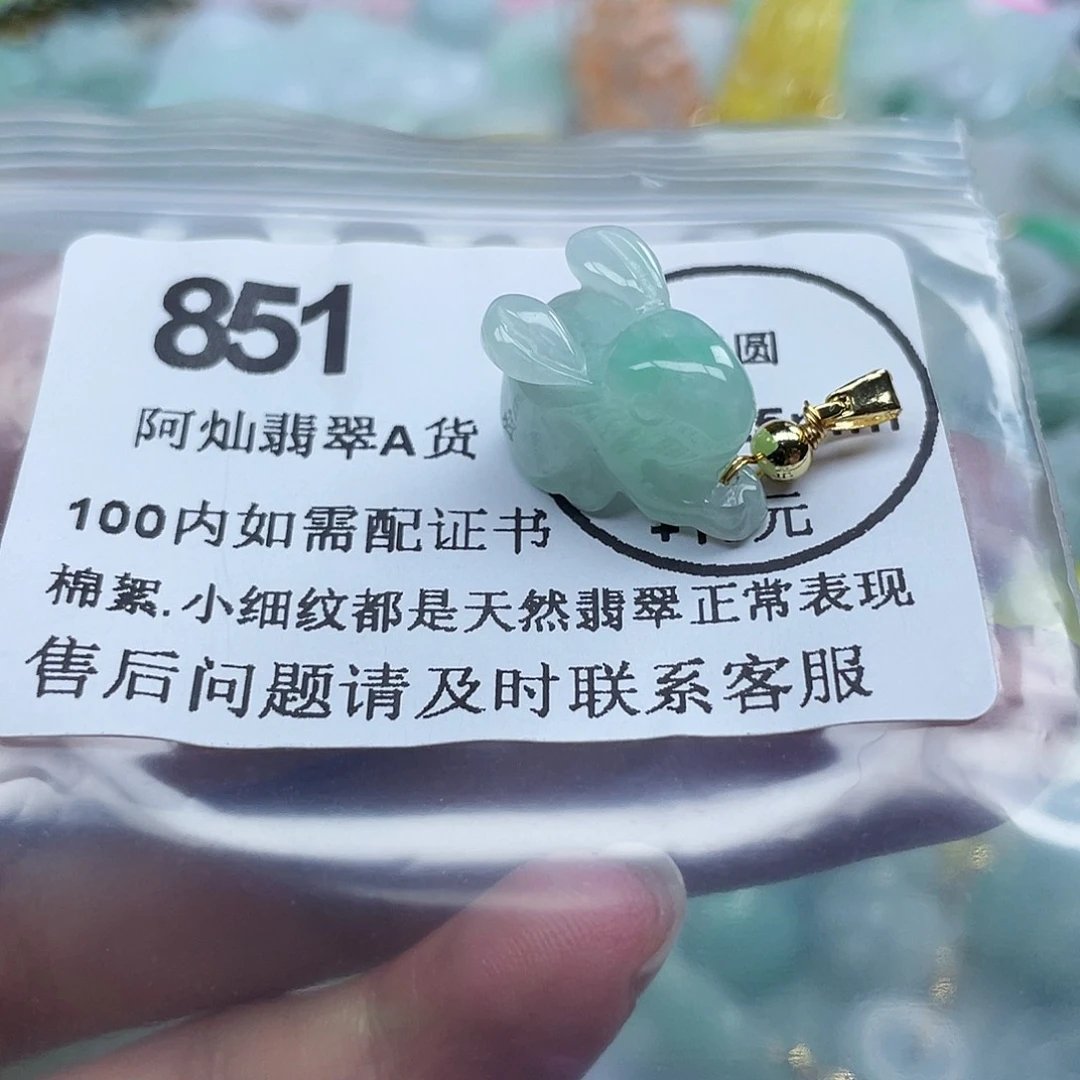 851
圆
阿灿翡翠A货
100内如需配证书
元
棉絮.小细纹都是天然翡翠正常表现
售后问题请及时联系客服